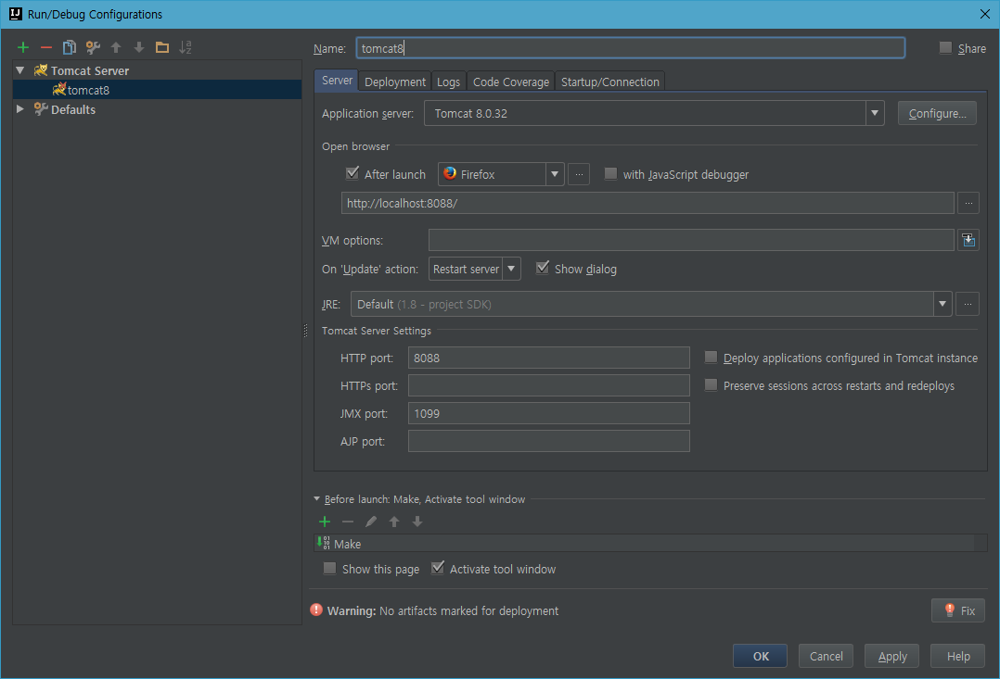 Run/Debug Configurations
Name: tomcat8 Share
Tomcat Server
tomcat8
Defaults
Server Deployment Logs Code Coverage Startup/Connection
Application server: Tomcat 8.0.32 Configure...
Open browser
After launch Firefox ... with JavaScript debugger
http://localhost:8088/ ...
VM options:
On 'Update' action: Restart server Show dialog
JRE: Default (1.8 - project SDK) ...
Tomcat Server Settings
HTTP port: 8088 Deploy applications configured in Tomcat instance
HTTPs port: Preserve sessions across restarts and redeploys
JMX port: 1099
AJP port:
Before launch: Make, Activate tool window
Make
Show this page Activate tool window
Warning: No artifacts marked for deployment Fix
OK Cancel Apply Help